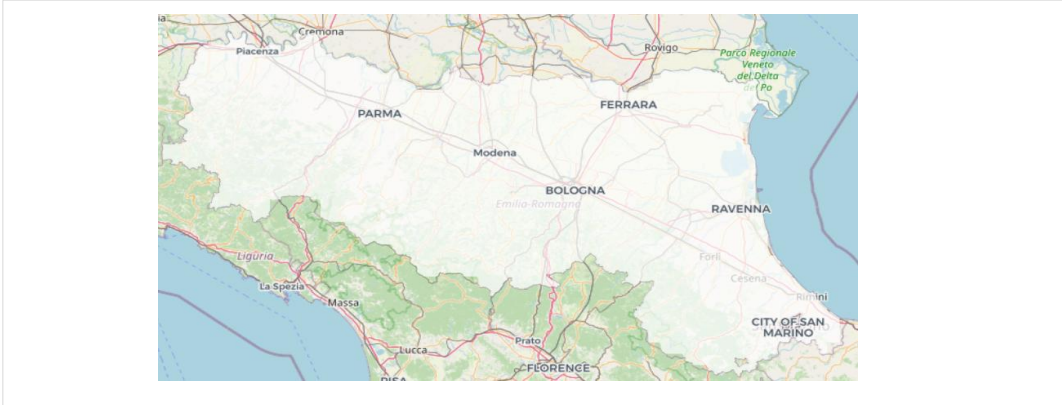 ia
Cremona
Piacenza
Rovigo
Parco Regionale
Veneto
del Delta
del Po
FERRARA
PARMA
Modena
BOLOGNA
Emilia-Romagna
RAVENNA
Forlì
Liguria
Cesena
La Spezia
Rimini
Massa
CITY OF SAN
MARINO
Prato
Lucca
FLORENCE
PISA